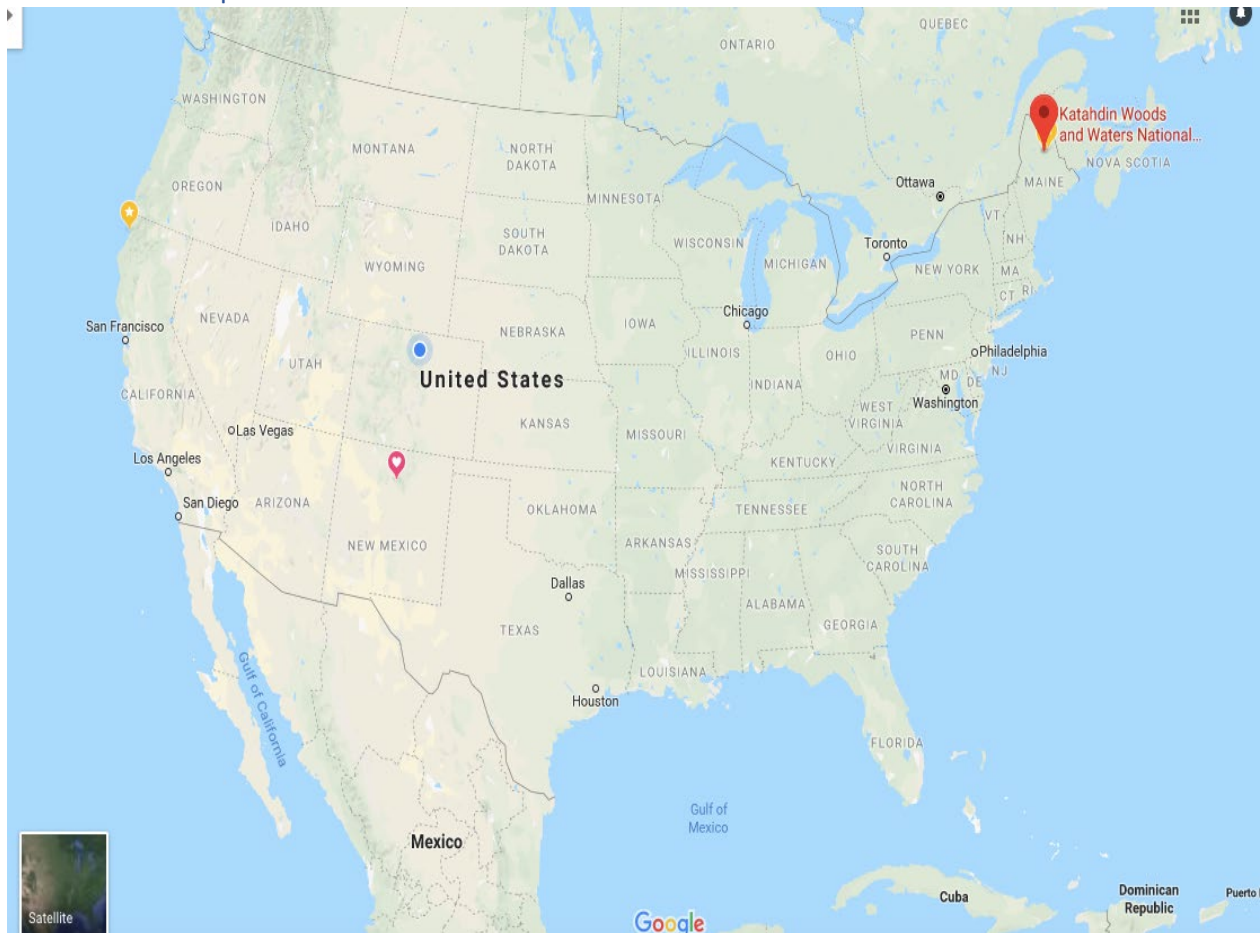 QUEBEC
ONTARIO
WASHINGTON
Katahdin Woods
and Waters National...
MONTANA
NORTH
DAKOTA
NOVA SCOTIA
OREGON
Ottawa
MAINE
MINNESOTA
IDAHO
SOUTH
DAKOTA
VT
NH
WISCONSIN
Toronto
MICHIGAN
WYOMING
NEW YORK
MA
CT
RI
NEVADA
Chicago
San Francisco
NEBRASKA
IOWA
PENN
Philadelphia
ILLINOIS
OHIO
UTAH
NJ
MD
DE
United States
INDIANA
CALIFORNIA
Washington
WEST
VIRGINIA
KANSAS
Las Vegas
MISSOURI
VIRGINIA
Los Angeles
KENTUCKY
NORTH
CAROLINA
San Diego
ARIZONA
OKLAHOMA
TENNESSEE
NEW MEXICO
ARKANSAS
SOUTH
CAROLINA
MISSISSIPPI
Dallas
ALABAMA
GEORGIA
TEXAS
LOUISIANA
Houston
Gulf of California
FLORIDA
Gulf of
Mexico
Mexico
Cuba
Dominican
Republic
Puerto
Satellite
Google